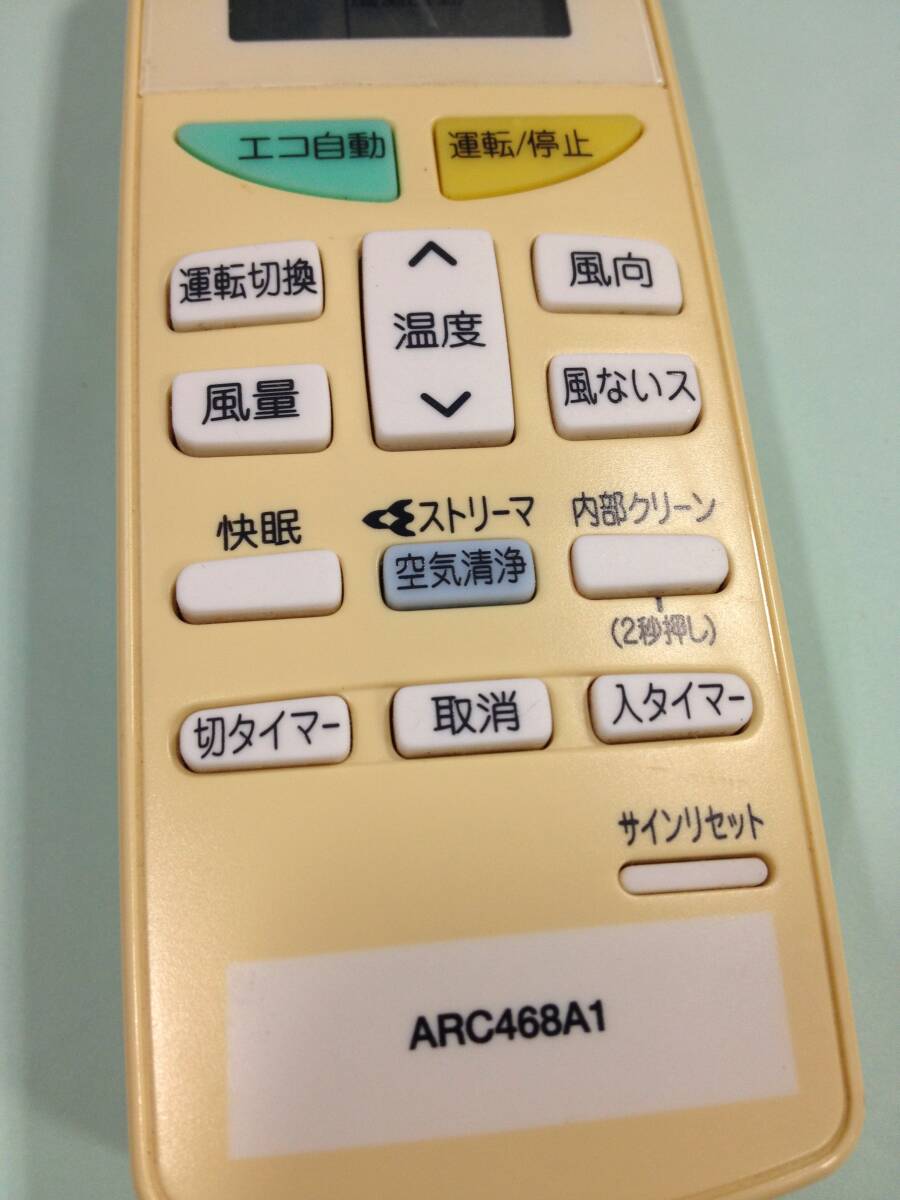 エコ自動
運転/停止
運転切換
温度
風向
風量
風ないス
快眠
ストリーマ
空気清浄
内部クリーン
(2秒押し)
切タイマー
取消
入タイマー
サインリセット
ARC468A1